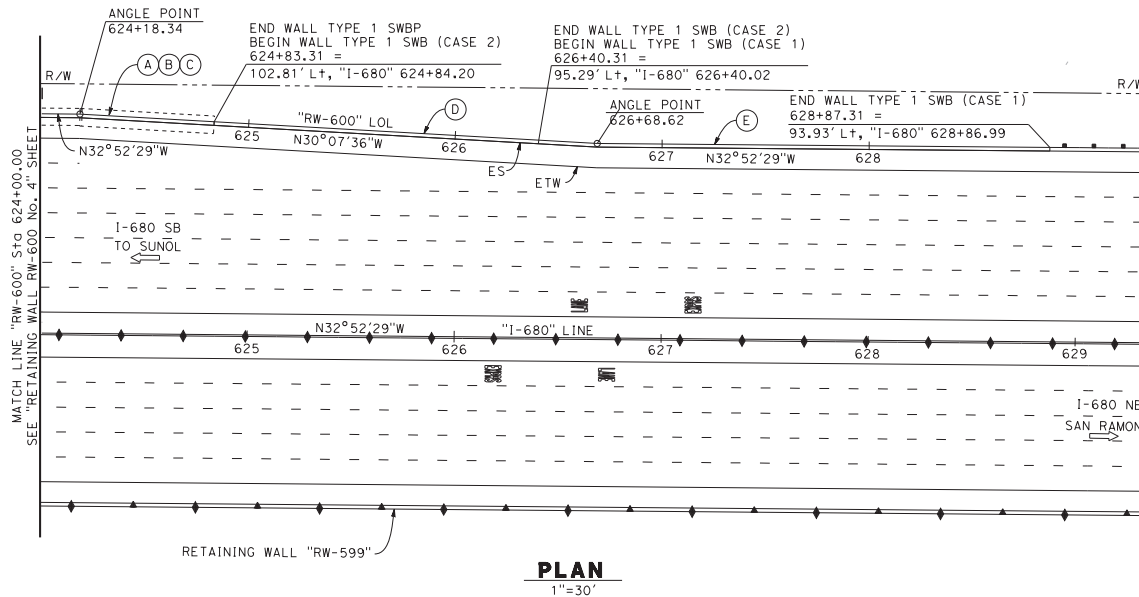 ANGLE POINT
624+18.34
END WALL TYPE 1 SWBP
BEGIN WALL TYPE 1 SWB (CASE 2)
624+83.31 =
102.81' Lt, "I-680" 624+84.20
END WALL TYPE 1 SWB (CASE 2)
BEGIN WALL TYPE 1 SWB (CASE 1)
626+40.31 =
95.29' Lt, "I-680" 626+40.02
ANGLE POINT
626+68.62
END WALL TYPE 1 SWB (CASE 1)
628+87.31 =
93.93' Lt, "I-680" 628+86.99
R/W
R/W
A B C
D
E
"RW-600" LOL
625
626
627
628
N32°52'29"W
N30°07'36"W
N32°52'29"W
ES
ETW
MATCH LINE "RW-600" Sta 624+00.00
SEE "RETAINING WALL RW-600 No. 4" SHEET
I-680 SB
TO SUNOL
N32°52'29"W
"I-680" LINE
625
626
627
628
629
I-680 NB
SAN RAMON
RETAINING WALL "RW-599"
PLAN
1"=30'